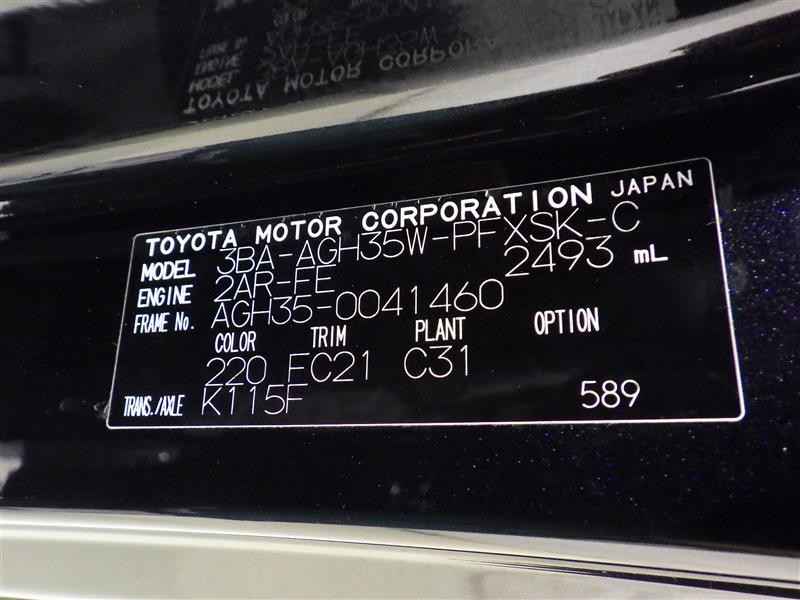 TOYOTA MOTOR CORPORATION JAPAN
MODEL 3BA-AGH35W-PFXSK-C
ENGINE 2AR-FE 2493 mL
FRAME No. AGH35-0041460
COLOR TRIM PLANT OPTION
220 FC21 C31
TRANS./AXLE K115F 589